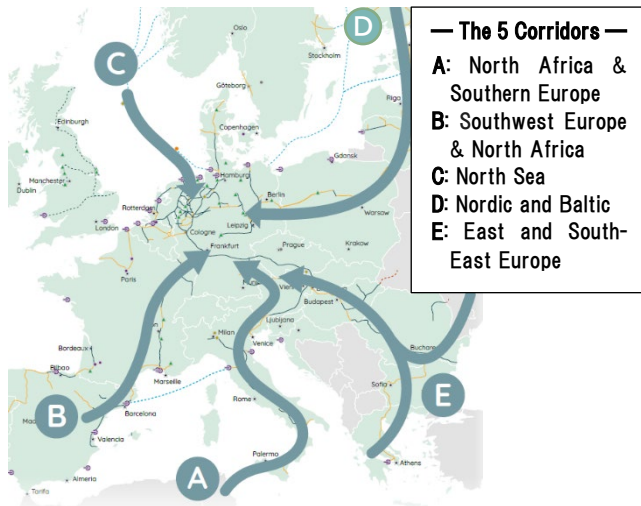 — The 5 Corridors —
A: North Africa &
Southern Europe
B: Southwest Europe
& North Africa
C: North Sea
D: Nordic and Baltic
E: East and South-
East Europe
Oslo
D
Stockholm
C
Göteborg
Riga
Edinburgh
Copenhagen
Gdansk
Manchester
Hamburg
Dublin
Berlin
Rotterdam
Warsaw
London
Leipzig
Cologne
Frankfurt
Prague
Krakow
Paris
Budapest
Ljubljana
Milan
Venice
Bordeaux
Bilbao
Marseille
Sofia
B
E
Rome
Barcelona
Valencia
A
Palermo
Athens
Almeria
Tarifa